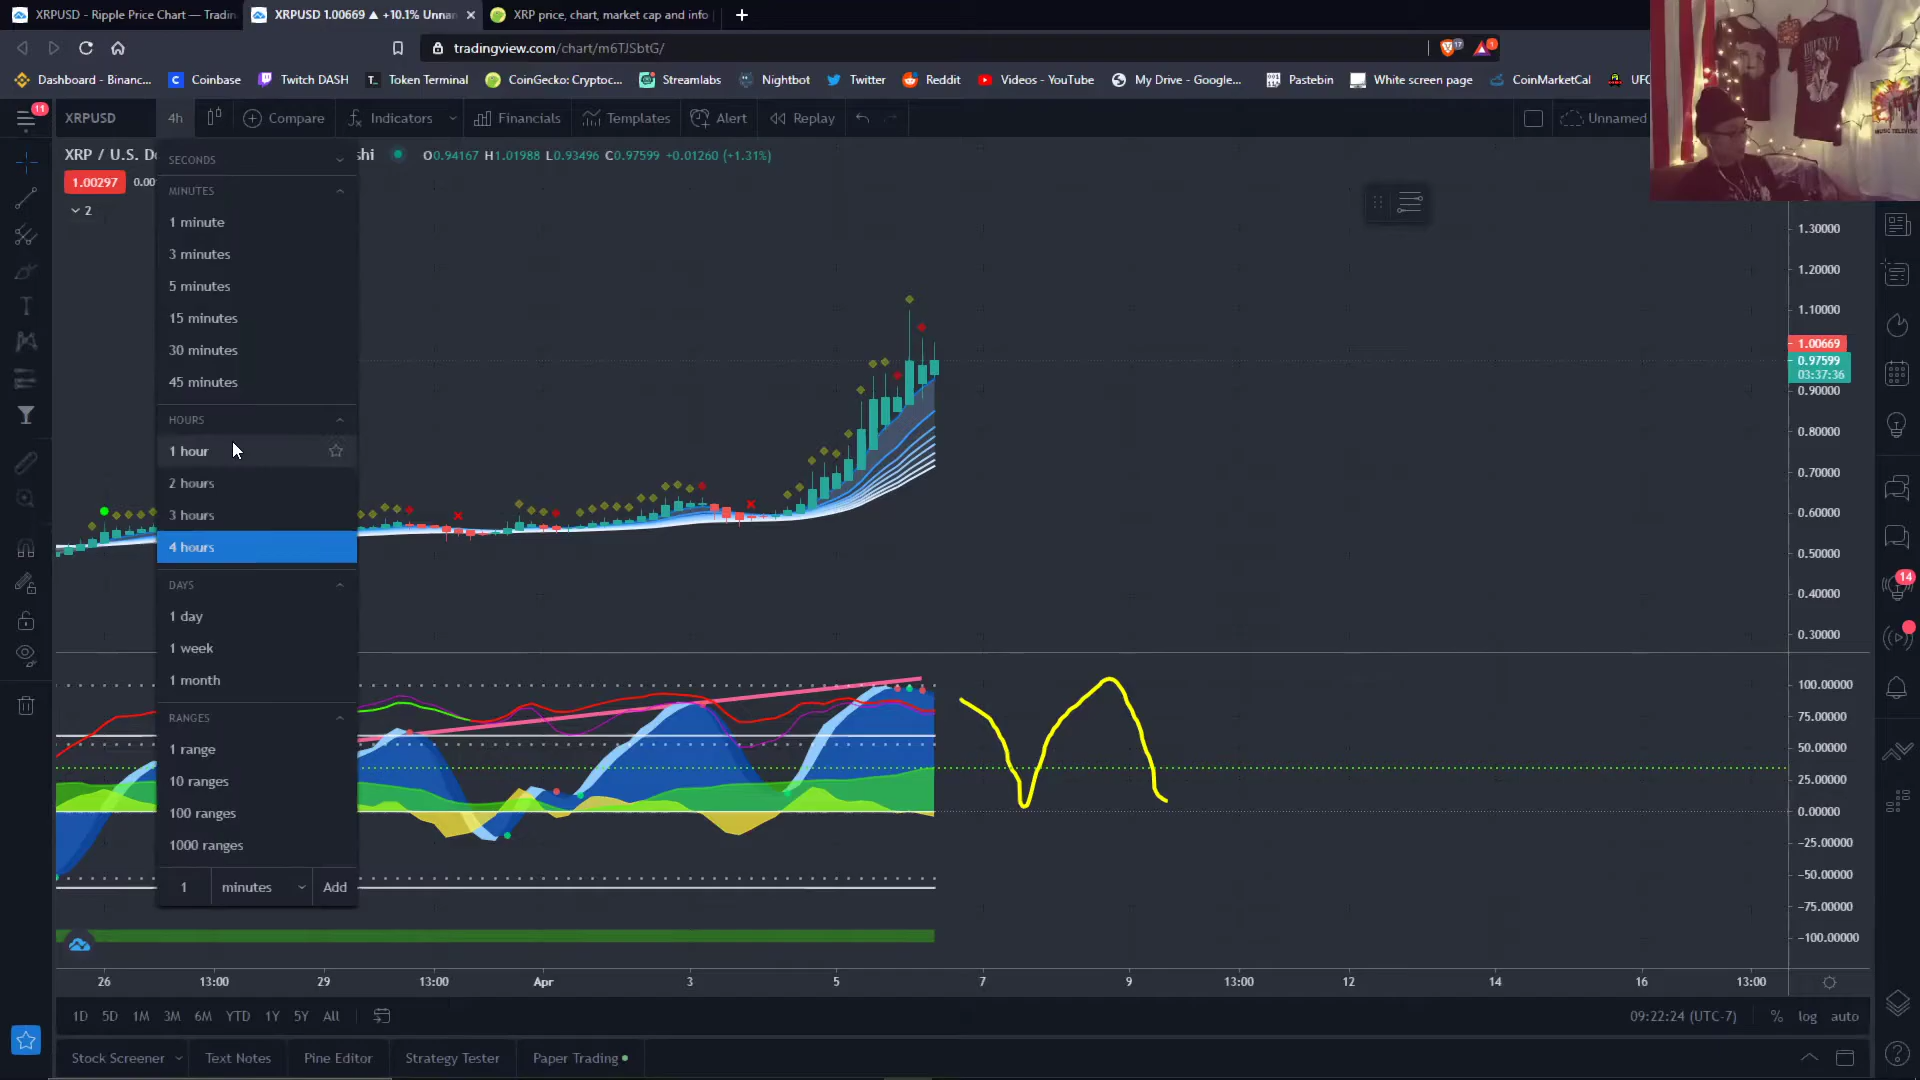 XRPUSD - Ripple Price Chart — Tradin
XRPUSD 1.00669 ▲ +10.1% Unnan
XRP price, chart, market cap and info
tradingview.com/chart/m6TJSbtG/
17
1
Dashboard - Binanc...
Coinbase
Twitch DASH
Token Terminal
CoinGecko: Cryptoc...
Streamlabs
Nightbot
Twitter
Reddit
Videos - YouTube
My Drive - Google...
Pastebin
White screen page
CoinMarketCal
UFC
11
XRPUSD
4h
Compare
Indicators
Financials
Templates
Alert
Replay
Unnamed
XRP / U.S. Do
shi
O0.94167 H1.01988 L0.93496 C0.97599 +0.01260 (+1.31%)
1.00297
0.00
2
SECONDS
MINUTES
1 minute
3 minutes
5 minutes
15 minutes
30 minutes
45 minutes
HOURS
1 hour
2 hours
3 hours
4 hours
DAYS
1 day
1 week
1 month
RANGES
1 range
10 ranges
100 ranges
1000 ranges
1 minutes Add
1.30000
1.20000
1.10000
1.00669
0.97599
03:37:36
0.90000
0.80000
0.70000
0.60000
0.50000
0.40000
0.30000
100.00000
75.00000
50.00000
25.00000
0.00000
−25.00000
−50.00000
−75.00000
−100.00000
14
26 13:00 29 13:00 Apr 3 5 7 9 13:00 12 14 16 13:00
1D 5D 1M 3M 6M YTD 1Y 5Y All
09:22:24 (UTC-7) % log auto
Stock Screener
Text Notes
Pine Editor
Strategy Tester
Paper Trading